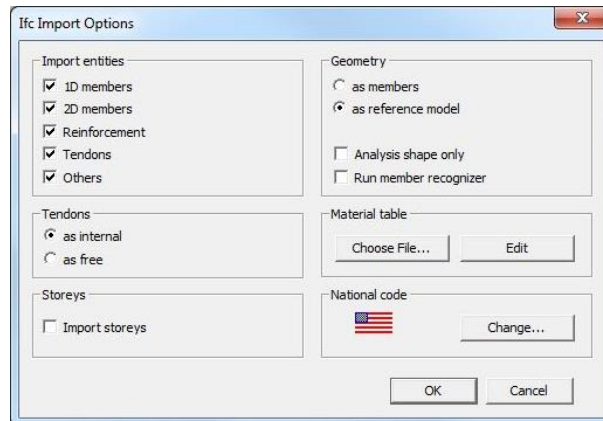 Ifc Import Options
Import entities
1D members
2D members
Reinforcement
Tendons
Others
Geometry
as members
as reference model
Analysis shape only
Run member recognizer
Tendons
as internal
as free
Material table
Choose File...
Edit
Storeys
Import storeys
National code
Change...
OK
Cancel